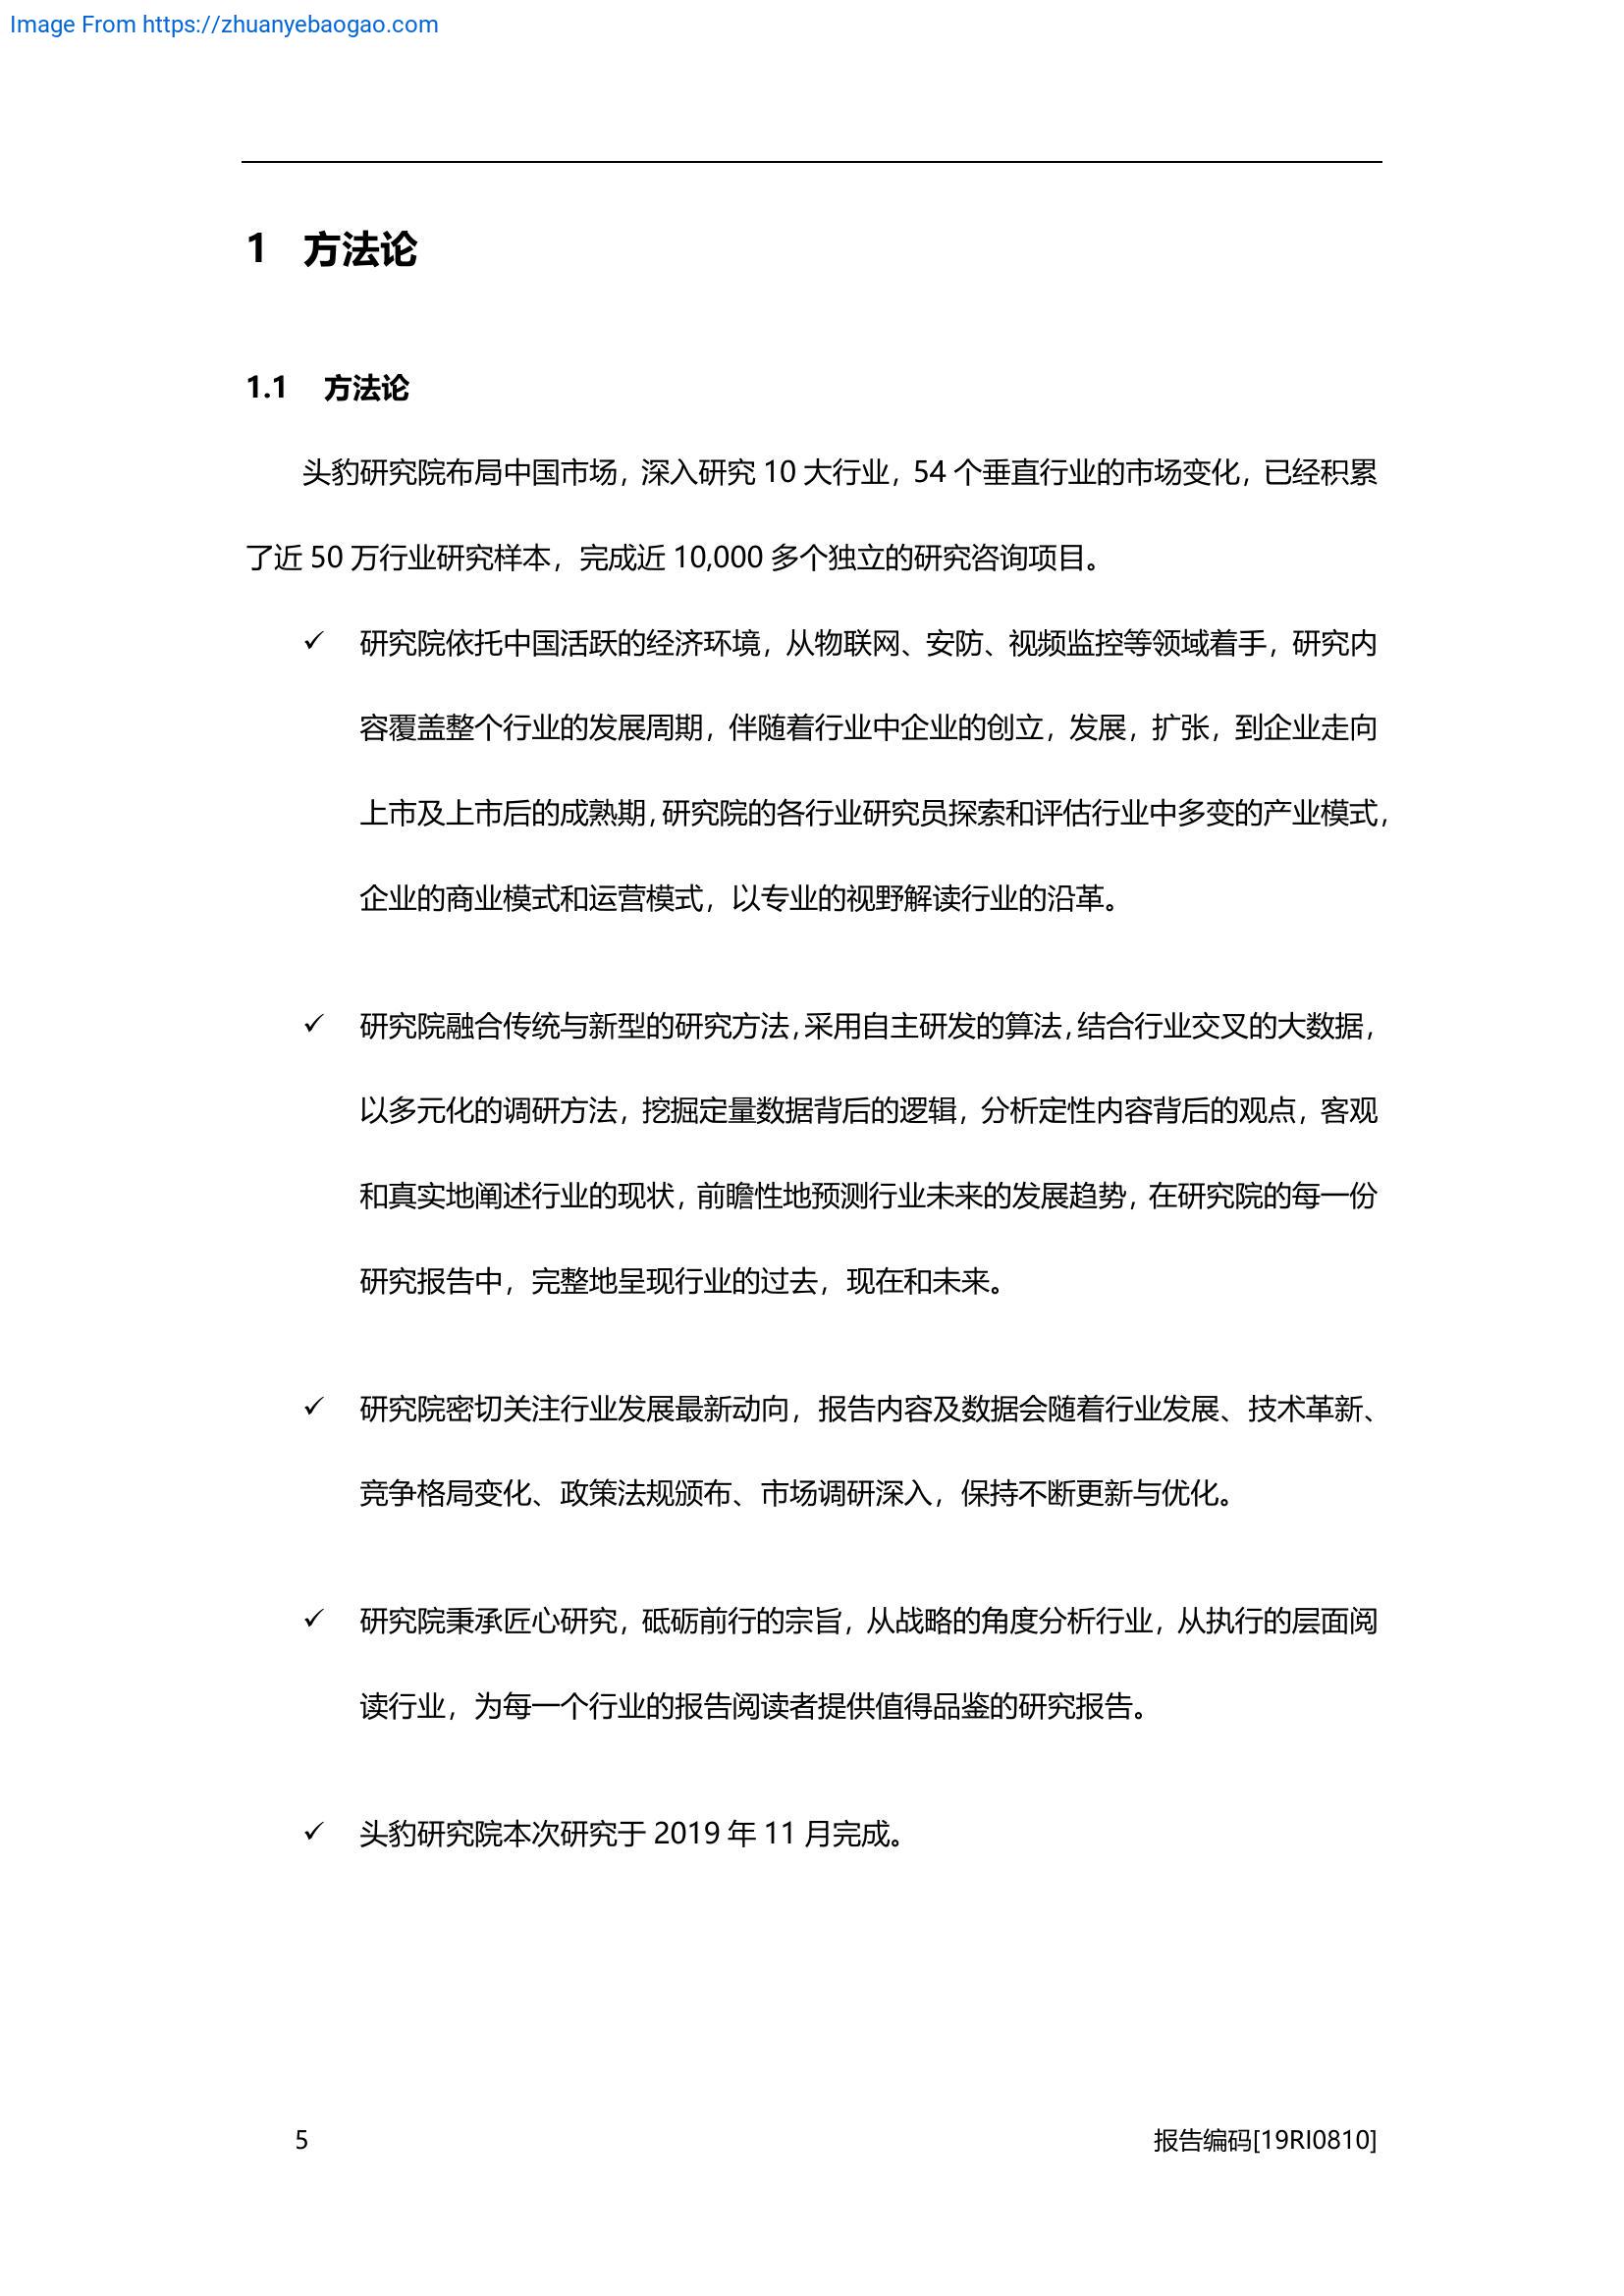 Image From https://zhuanyebaogao.com
1 方法论
1.1 方法论
头豹研究院布局中国市场，深入研究 10 大行业，54 个垂直行业的市场变化，已经积累
了近 50 万行业研究样本，完成近 10,000 多个独立的研究咨询项目。
✓ 研究院依托中国活跃的经济环境，从物联网、安防、视频监控等领域着手，研究内
容覆盖整个行业的发展周期，伴随着行业中企业的创立，发展，扩张，到企业走向
上市及上市后的成熟期，研究院的各行业研究员探索和评估行业中多变的产业模式，
企业的商业模式和运营模式，以专业的视野解读行业的沿革。
✓ 研究院融合传统与新型的研究方法，采用自主研发的算法，结合行业交叉的大数据，
以多元化的调研方法，挖掘定量数据背后的逻辑，分析定性内容背后的观点，客观
和真实地阐述行业的现状，前瞻性地预测行业未来的发展趋势，在研究院的每一份
研究报告中，完整地呈现行业的过去，现在和未来。
✓ 研究院密切关注行业发展最新动向，报告内容及数据会随着行业发展、技术革新、
竞争格局变化、政策法规颁布、市场调研深入，保持不断更新与优化。
✓ 研究院秉承匠心研究，砥砺前行的宗旨，从战略的角度分析行业，从执行的层面阅
读行业，为每一个行业的报告阅读者提供值得品鉴的研究报告。
✓ 头豹研究院本次研究于 2019 年 11 月完成。
5 报告编码[19RI0810]